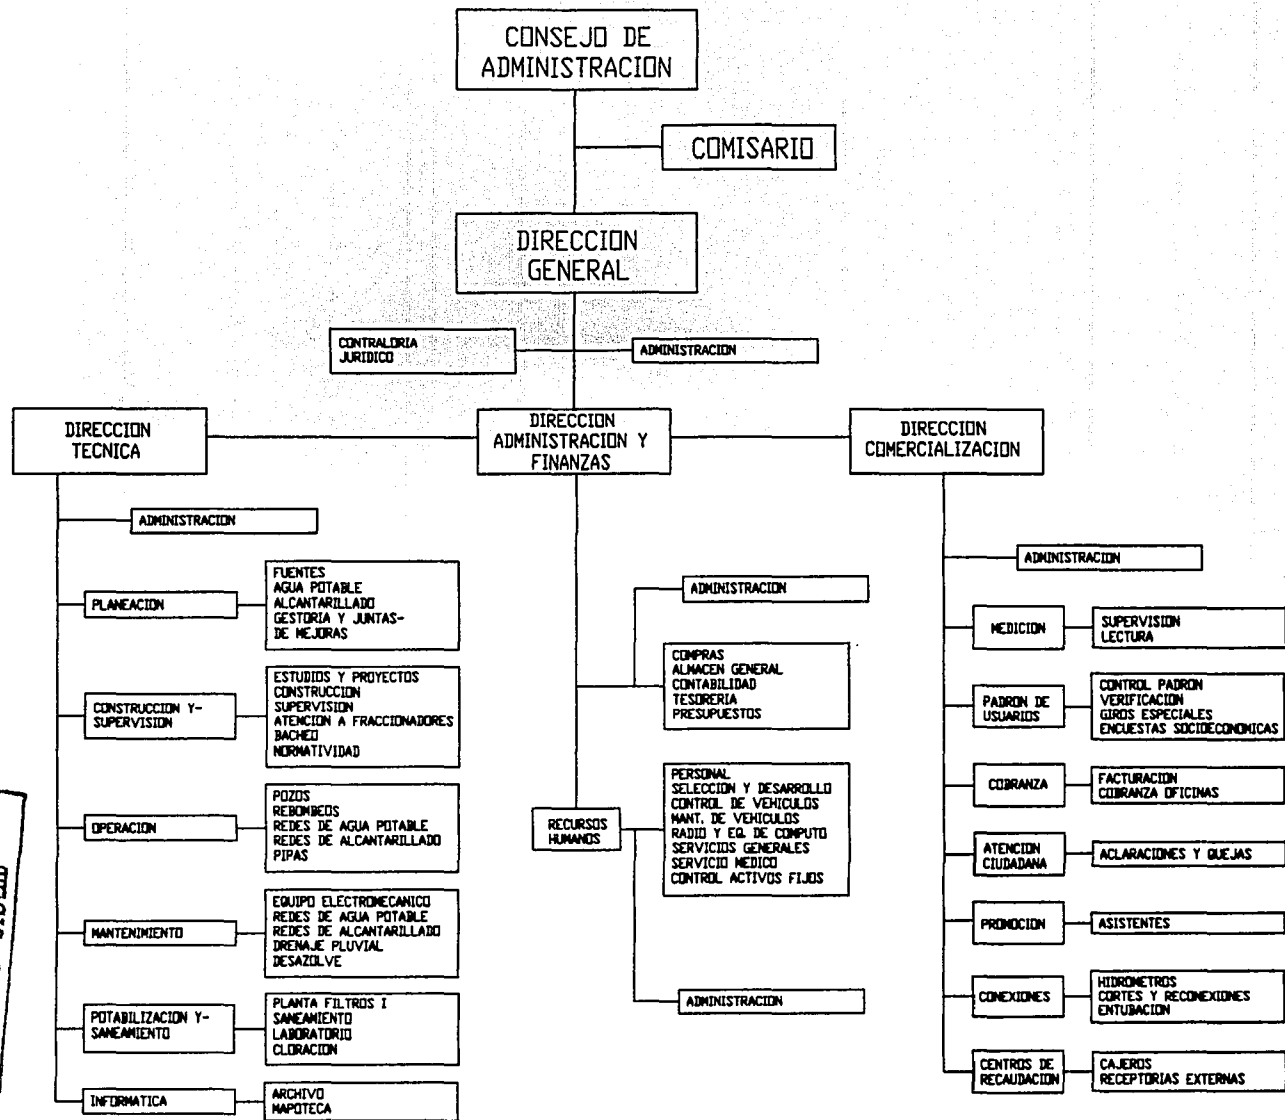 CONSEJO DE
ADMINISTRACION
COMISARIO
DIRECCION
GENERAL
CONTRALORIA
JURIDICO
ADMINISTRACION
DIRECCION
TECNICA
DIRECCION
ADMINISTRACION Y
FINANZAS
DIRECCION
COMERCIALIZACION
ADMINISTRACION
PLANEACION
FUENTES
AGUA POTABLE
ALCANTARILLADO
GESTORIA Y JUNTAS-
DE MEJORAS
CONSTRUCCION Y-
SUPERVISION
ESTUDIOS Y PROYECTOS
CONSTRUCCION
SUPERVISION
ATENCION A FRACCIONADORES
BACHEO
NORMATIVIDAD
OPERACION
POZOS
REBOMBEOS
REDES DE AGUA POTABLE
REDES DE ALCANTARILLADO
PIPAS
MANTENIMIENTO
EQUIPO ELECTROMECANICO
REDES DE AGUA POTABLE
REDES DE ALCANTARILLADO
DRENAJE PLUVIAL
DESAZOLVE
POTABILIZACION Y-
SANEAMIENTO
PLANTA FILTROS I
SANEAMIENTO
LABORATORIO
CLORACION
INFORMATICA
ARCHIVO
MAPOTECA
ADMINISTRACION
COMPRAS
ALMACEN GENERAL
CONTABILIDAD
TESORERIA
PRESUPUESTOS
RECURSOS
HUMANOS
PERSONAL
SELECCION Y DESARROLLO
CONTROL DE VEHICULOS
MANT. DE VEHICULOS
RADIO Y EQ. DE COMPUTO
SERVICIOS GENERALES
SERVICIO MEDICO
CONTROL ACTIVOS FIJOS
ADMINISTRACION
ADMINISTRACION
MEDICION
SUPERVISION
LECTURA
PADRON DE
USUARIOS
CONTROL PADRON
VERIFICACION
GIROS ESPECIALES
ENCUESTAS SOCIOECONOMICAS
COBRANZA
FACTURACION
COBRANZA OFICINAS
ATENCION
CIUDADANA
ACLARACIONES Y QUEJAS
PROMOCION
ASISTENTES
CONEXIONES
HIDROMETROS
CORTES Y RECONEXIONES
ENTUBACION
CENTROS DE
RECAUDACION
CAJEROS
RECEPTORIAS EXTERNAS